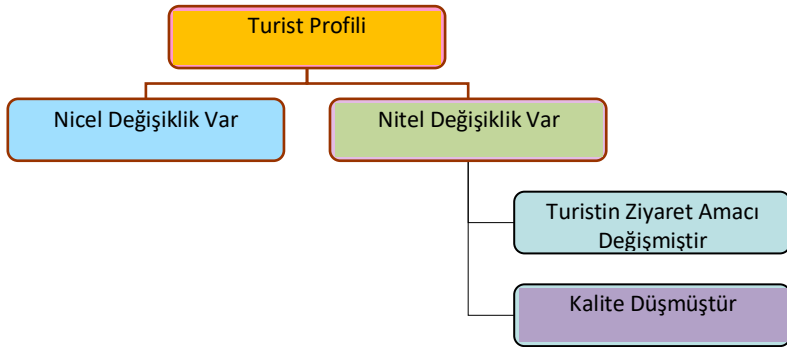 Turist Profili
Nicel Değişiklik Var
Nitel Değişiklik Var
Turistin Ziyaret Amacı
Değişmiştir
Kalite Düşmüştür